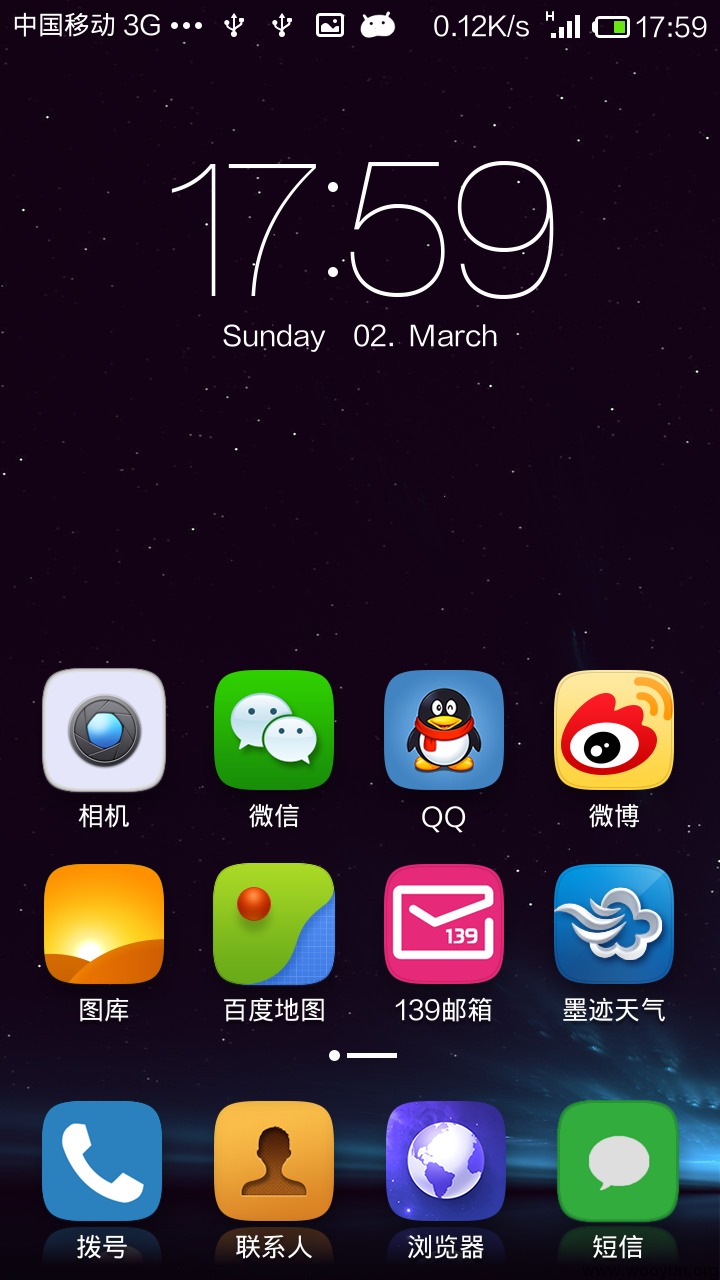 中国移动 3G ••• 0.12K/s H 17:59
17:59
Sunday 02. March
相机 微信 QQ 微博
139
图库 百度地图 139邮箱 墨迹天气
拨号 联系人 浏览器 短信